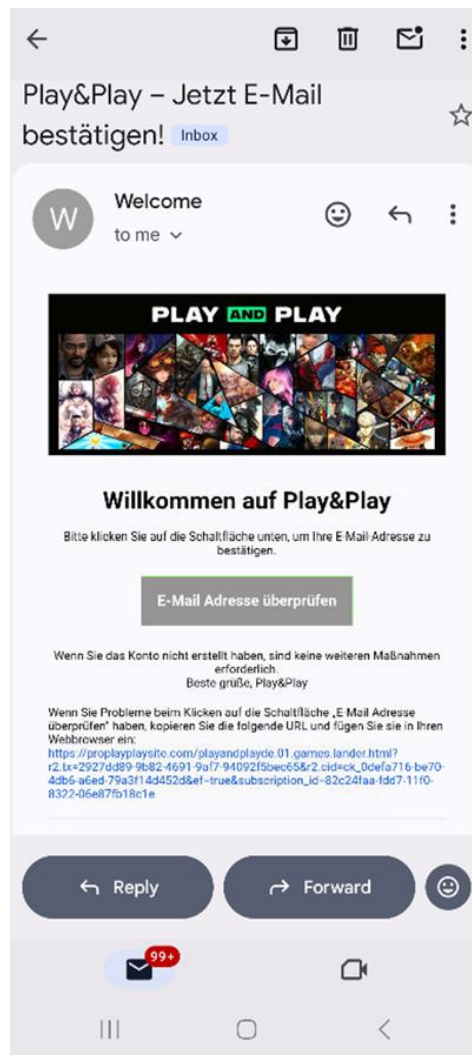 Play&Play – Jetzt E-Mail
bestätigen! Inbox
W
Welcome
to me
PLAY AND PLAY
Willkommen auf Play&Play
Bitte klicken Sie auf die Schaltfläche unten, um Ihre E-Mail-Adresse zu
bestätigen.
E-Mail Adresse überprüfen
Wenn Sie das Konto nicht erstellt haben, sind keine weiteren Maßnahmen
erforderlich.
Beste grüße, Play&Play
Wenn Sie Probleme beim Klicken auf die Schaltfläche „E-Mail Adresse
überprüfen" haben, kopieren Sie die folgende URL und fügen Sie sie in Ihren
Webbrowser ein:
https://proplayplaysite.com/playandplayde.01.games.lander.html?
r2.tx=2927dd89-9b82-4691-9af7-94092f5bec65&r2.cid=ck_0defa716-be70-
4db6-a6ed-79a3f14d452d&ef=true&subscription_id=82c24faa-fdd7-11f0-
8322-06e87fb18c1e
Reply
Forward
99+